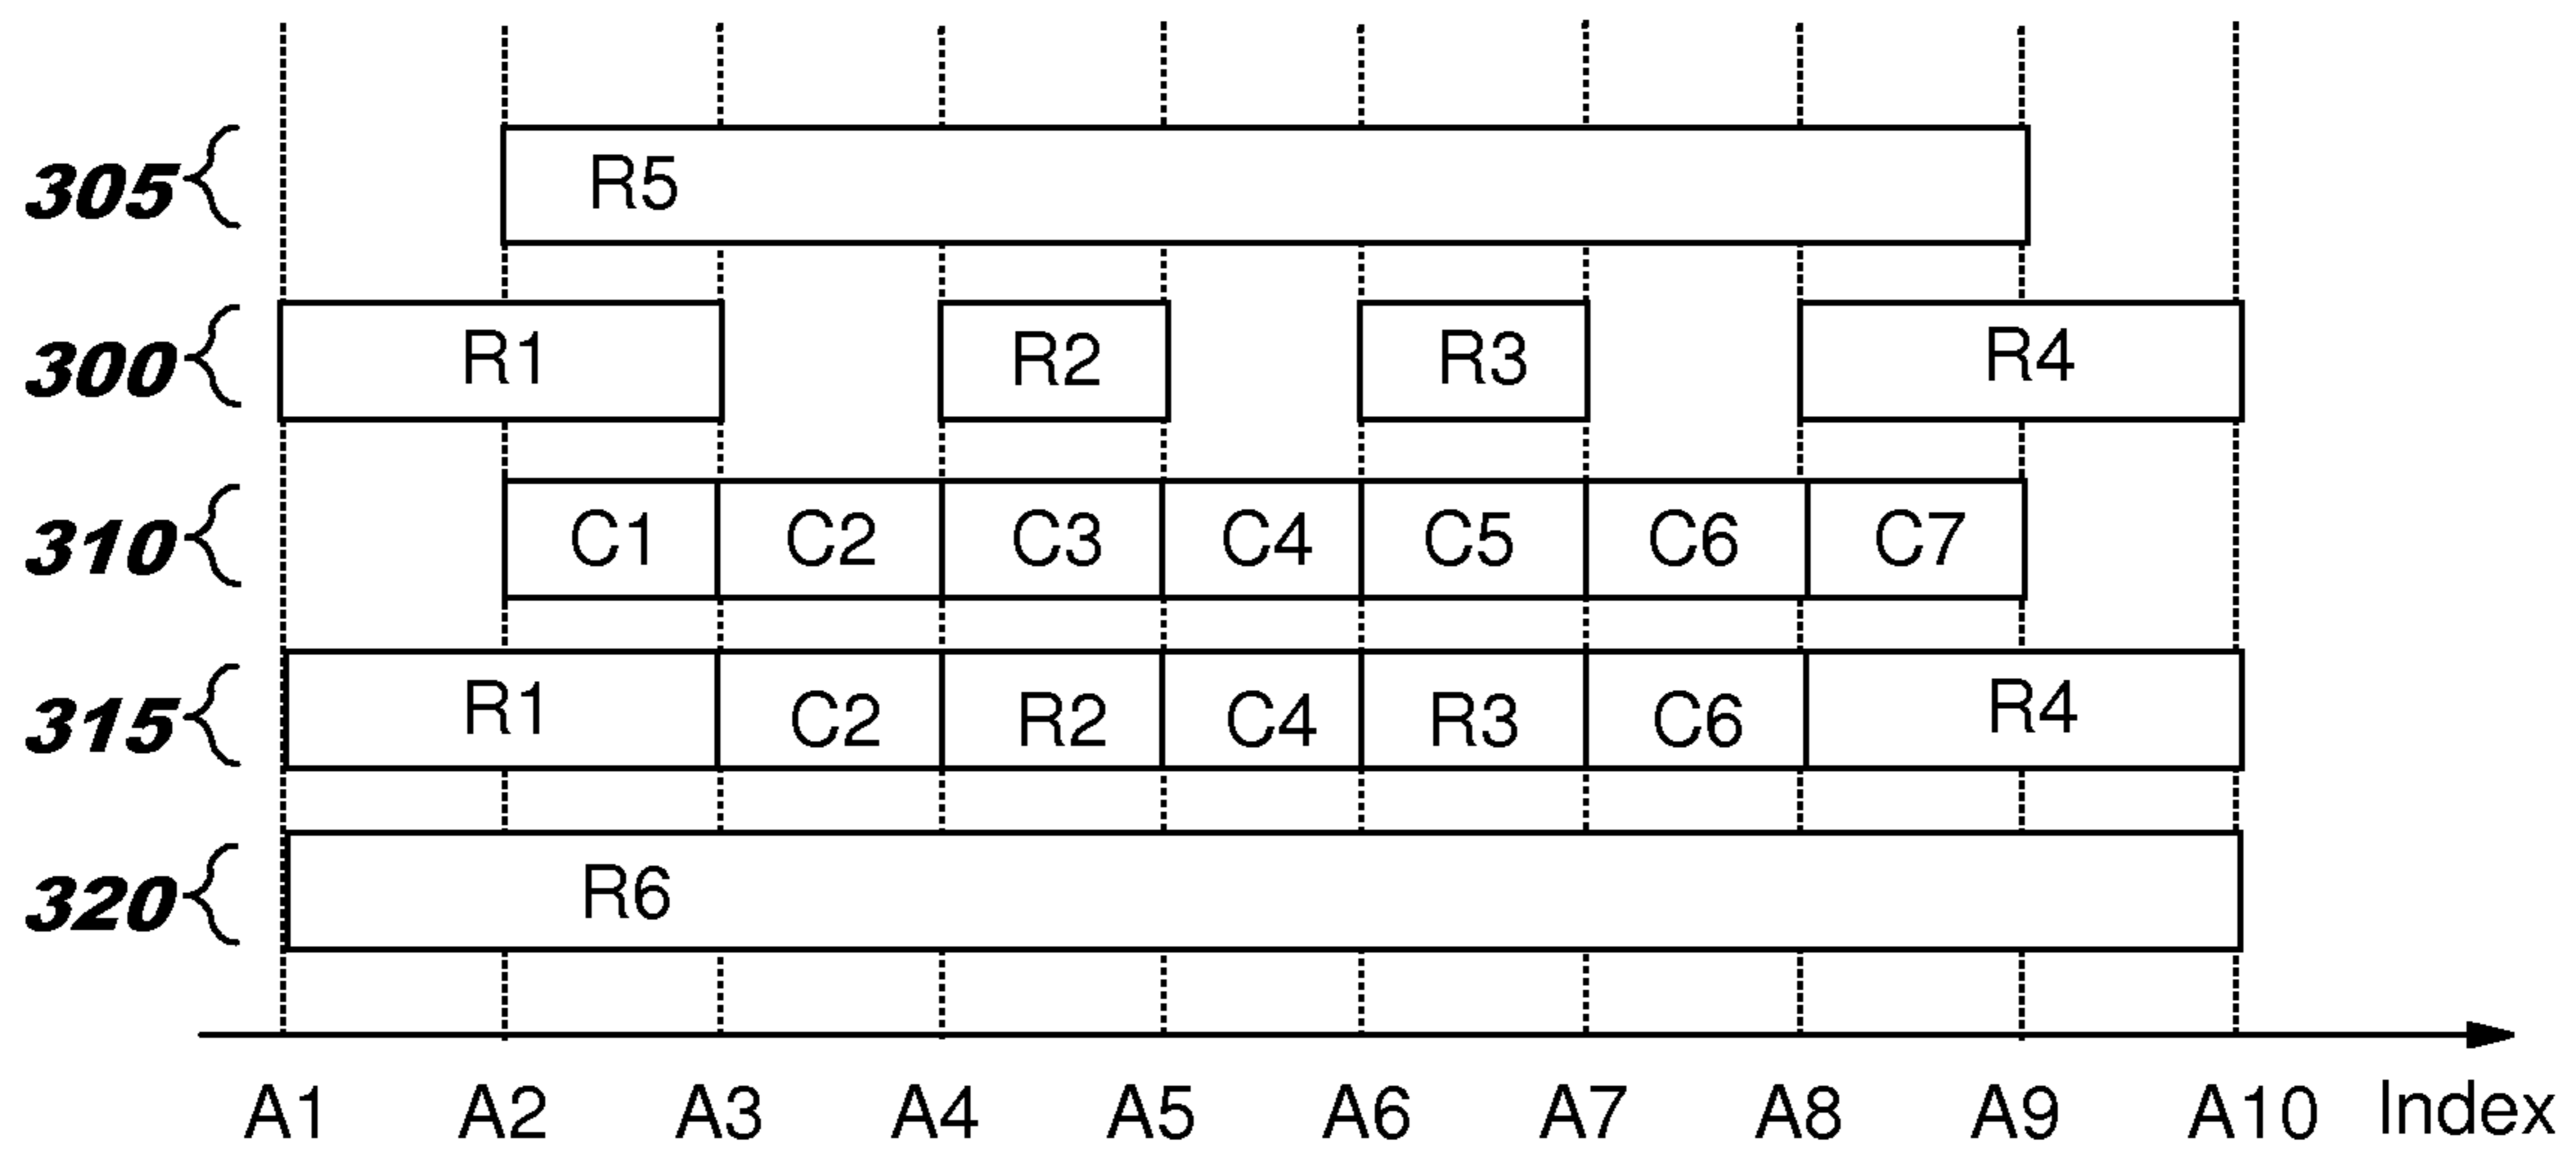 305 R5
300 R1 R2 R3 R4
310 C1 C2 C3 C4 C5 C6 C7
315 R1 C2 R2 C4 R3 C6 R4
320 R6
A1 A2 A3 A4 A5 A6 A7 A8 A9 A10 Index